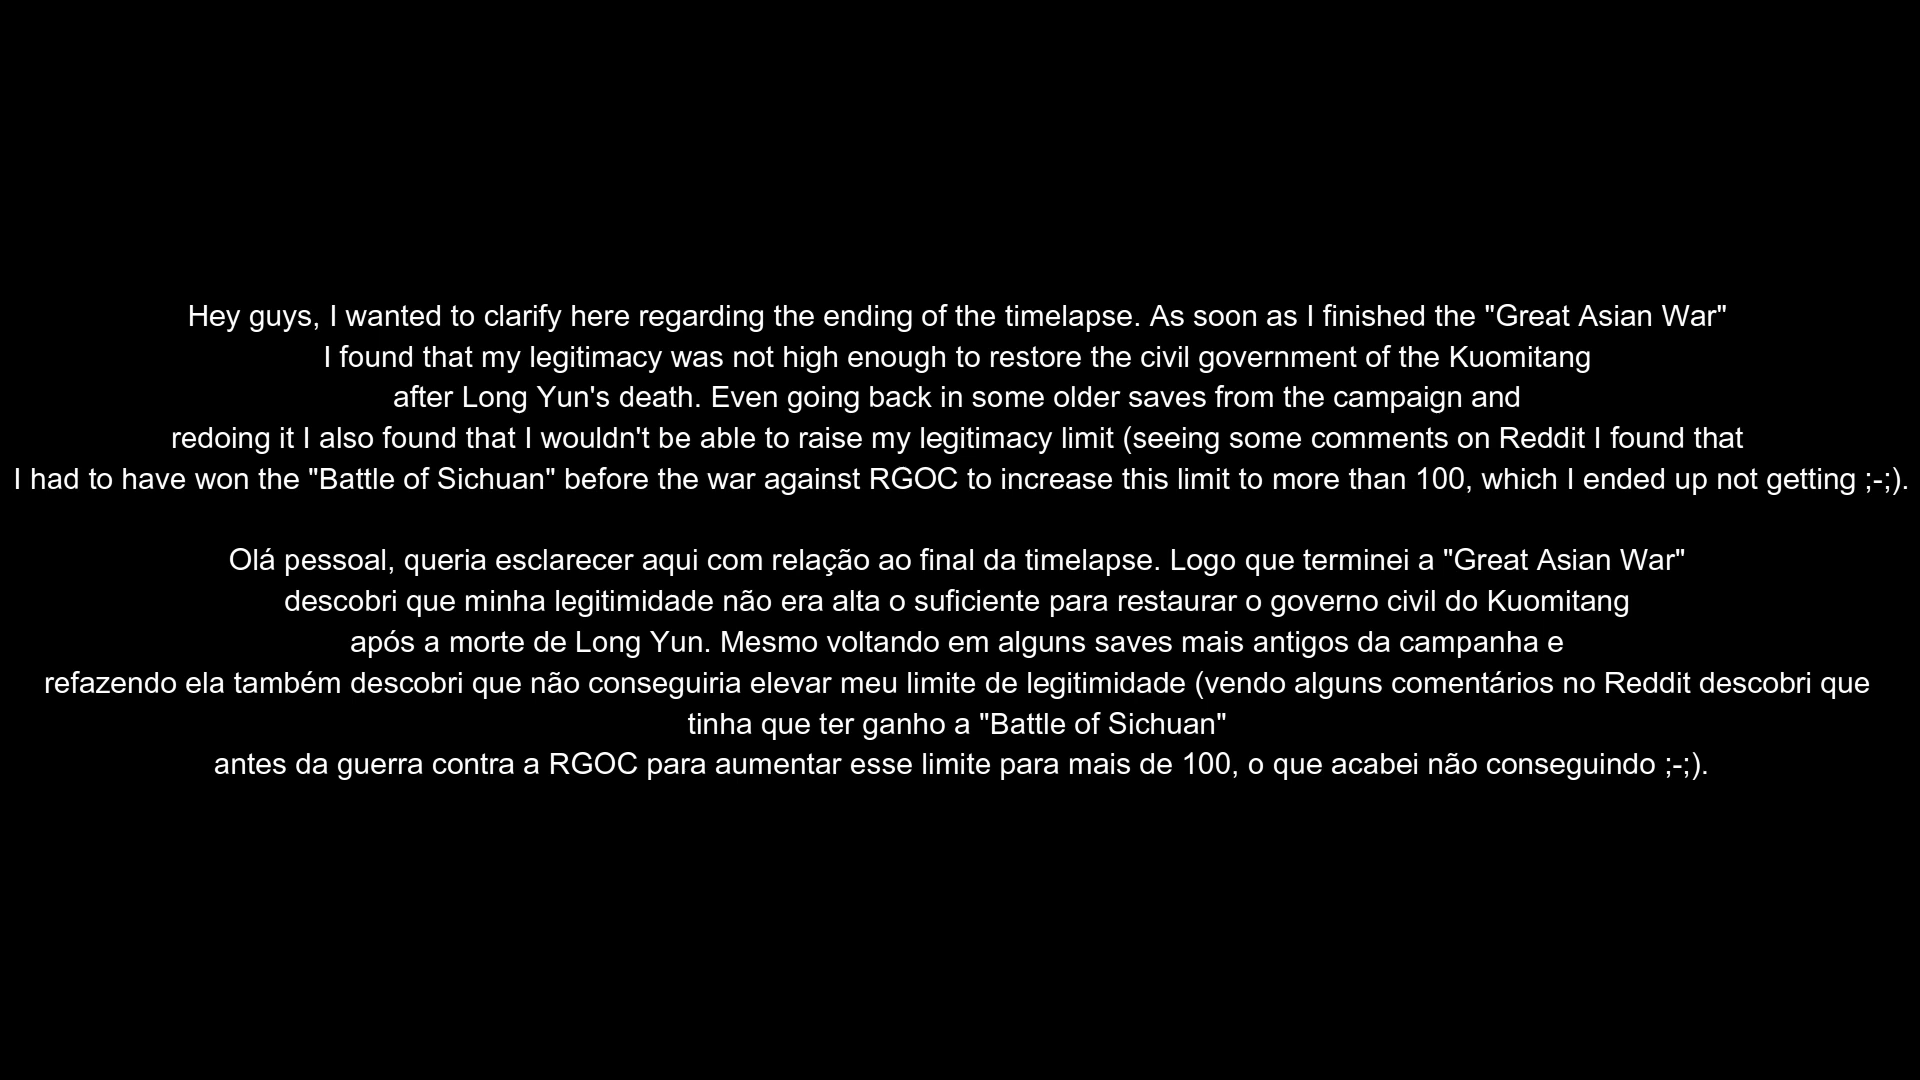 Hey guys, I wanted to clarify here regarding the ending of the timelapse. As soon as I finished the "Great Asian War"
I found that my legitimacy was not high enough to restore the civil government of the Kuomitang
after Long Yun's death. Even going back in some older saves from the campaign and
redoing it I also found that I wouldn't be able to raise my legitimacy limit (seeing some comments on Reddit I found that
I had to have won the "Battle of Sichuan" before the war against RGOC to increase this limit to more than 100, which I ended up not getting ;-;).
Olá pessoal, queria esclarecer aqui com relação ao final da timelapse. Logo que terminei a "Great Asian War"
descobri que minha legitimidade não era alta o suficiente para restaurar o governo civil do Kuomitang
após a morte de Long Yun. Mesmo voltando em alguns saves mais antigos da campanha e
refazendo ela também descobri que não conseguiria elevar meu limite de legitimidade (vendo alguns comentários no Reddit descobri que
tinha que ter ganho a "Battle of Sichuan"
antes da guerra contra a RGOC para aumentar esse limite para mais de 100, o que acabei não conseguindo ;-;).